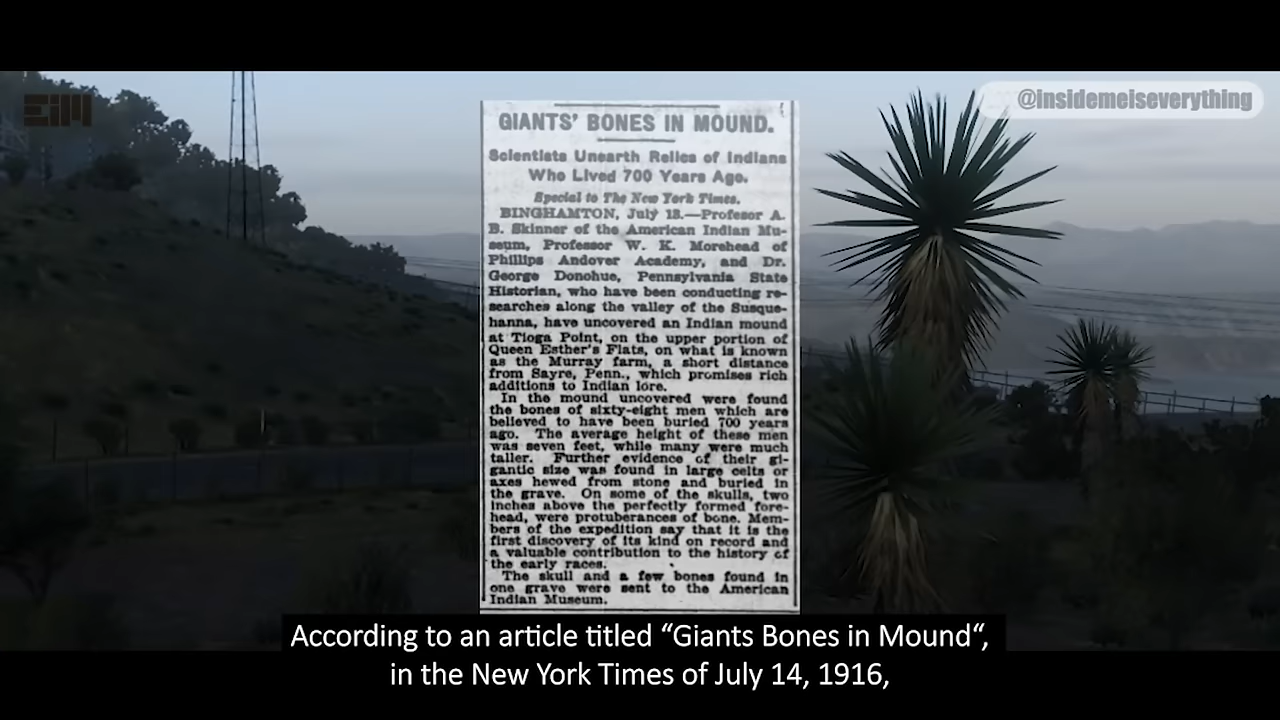 EiM
@insidemeiseverything
GIANTS' BONES IN MOUND.
Scientists Unearth Relics of Indians
Who Lived 700 Years Ago.
Special to The New York Times.
BINGHAMTON, July 13.—Profesor A.
B. Skinner of the American Indian Mu-
seum, Professor W. K. Morehead of
Phillips Andover Academy, and Dr.
George Donohue, Pennsylvania State
Historian, who have been conducting re-
searches along the valley of the Susque-
hanna, have uncovered an Indian mound
at Tioga Point, on the upper portion of
Queen Esther's Flats, on what is known
as the Murray farm, a short distance
from Sayre, Penn., which promises rich
additions to Indian lore.
In the mound uncovered were found
the bones of sixty-eight men which are
believed to have been buried 700 years
ago. The average height of these men
was seven feet, while many were much
taller. Further evidence of their gi-
gantic size was found in large celts or
axes hewed from stone and buried in
the grave. On some of the skulls, two
inches above the perfectly formed fore-
head, were protuberances of bone. Mem-
bers of the expedition say that it is the
first discovery of its kind on record and
a valuable contribution to the history of
the early races.
The skull and a few bones found in
one grave were sent to the American
Indian Museum.
According to an article titled “Giants Bones in Mound“,
in the New York Times of July 14, 1916,